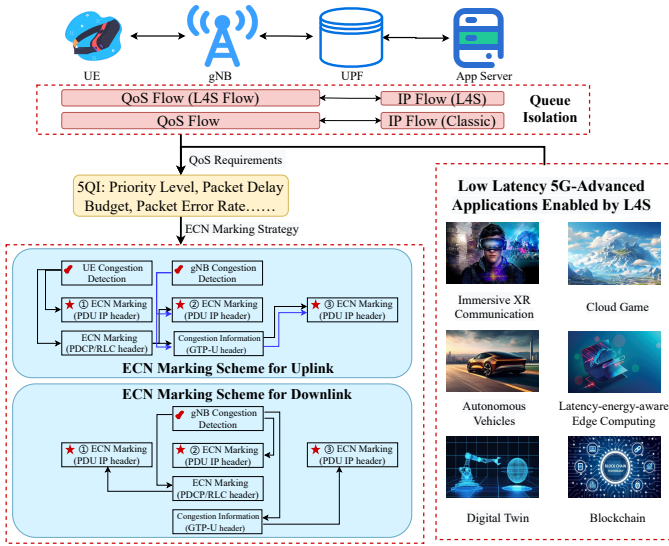 UE
gNB
UPF
App Server
QoS Flow (L4S Flow)
IP Flow (L4S)
QoS Flow
IP Flow (Classic)
Queue
Isolation
QoS Requirements
5QI: Priority Level, Packet Delay
Budget, Packet Error Rate……
ECN Marking Strategy
UE Congestion
Detection
gNB Congestion
Detection
① ECN Marking
(PDU IP header)
② ECN Marking
(PDU IP header)
③ ECN Marking
(PDU IP header)
ECN Marking
(PDCP/RLC header)
Congestion Information
(GTP-U header)
ECN Marking Scheme for Uplink
ECN Marking Scheme for Downlink
gNB Congestion
Detection
① ECN Marking
(PDU IP header)
② ECN Marking
(PDU IP header)
③ ECN Marking
(PDU IP header)
ECN Marking
(PDCP/RLC header)
Congestion Information
(GTP-U header)
Low Latency 5G-Advanced
Applications Enabled by L4S
Immersive XR
Communication
Cloud Game
Autonomous
Vehicles
Latency-energy-aware
Edge Computing
BLOCKCHAIN
Digital Twin
Blockchain